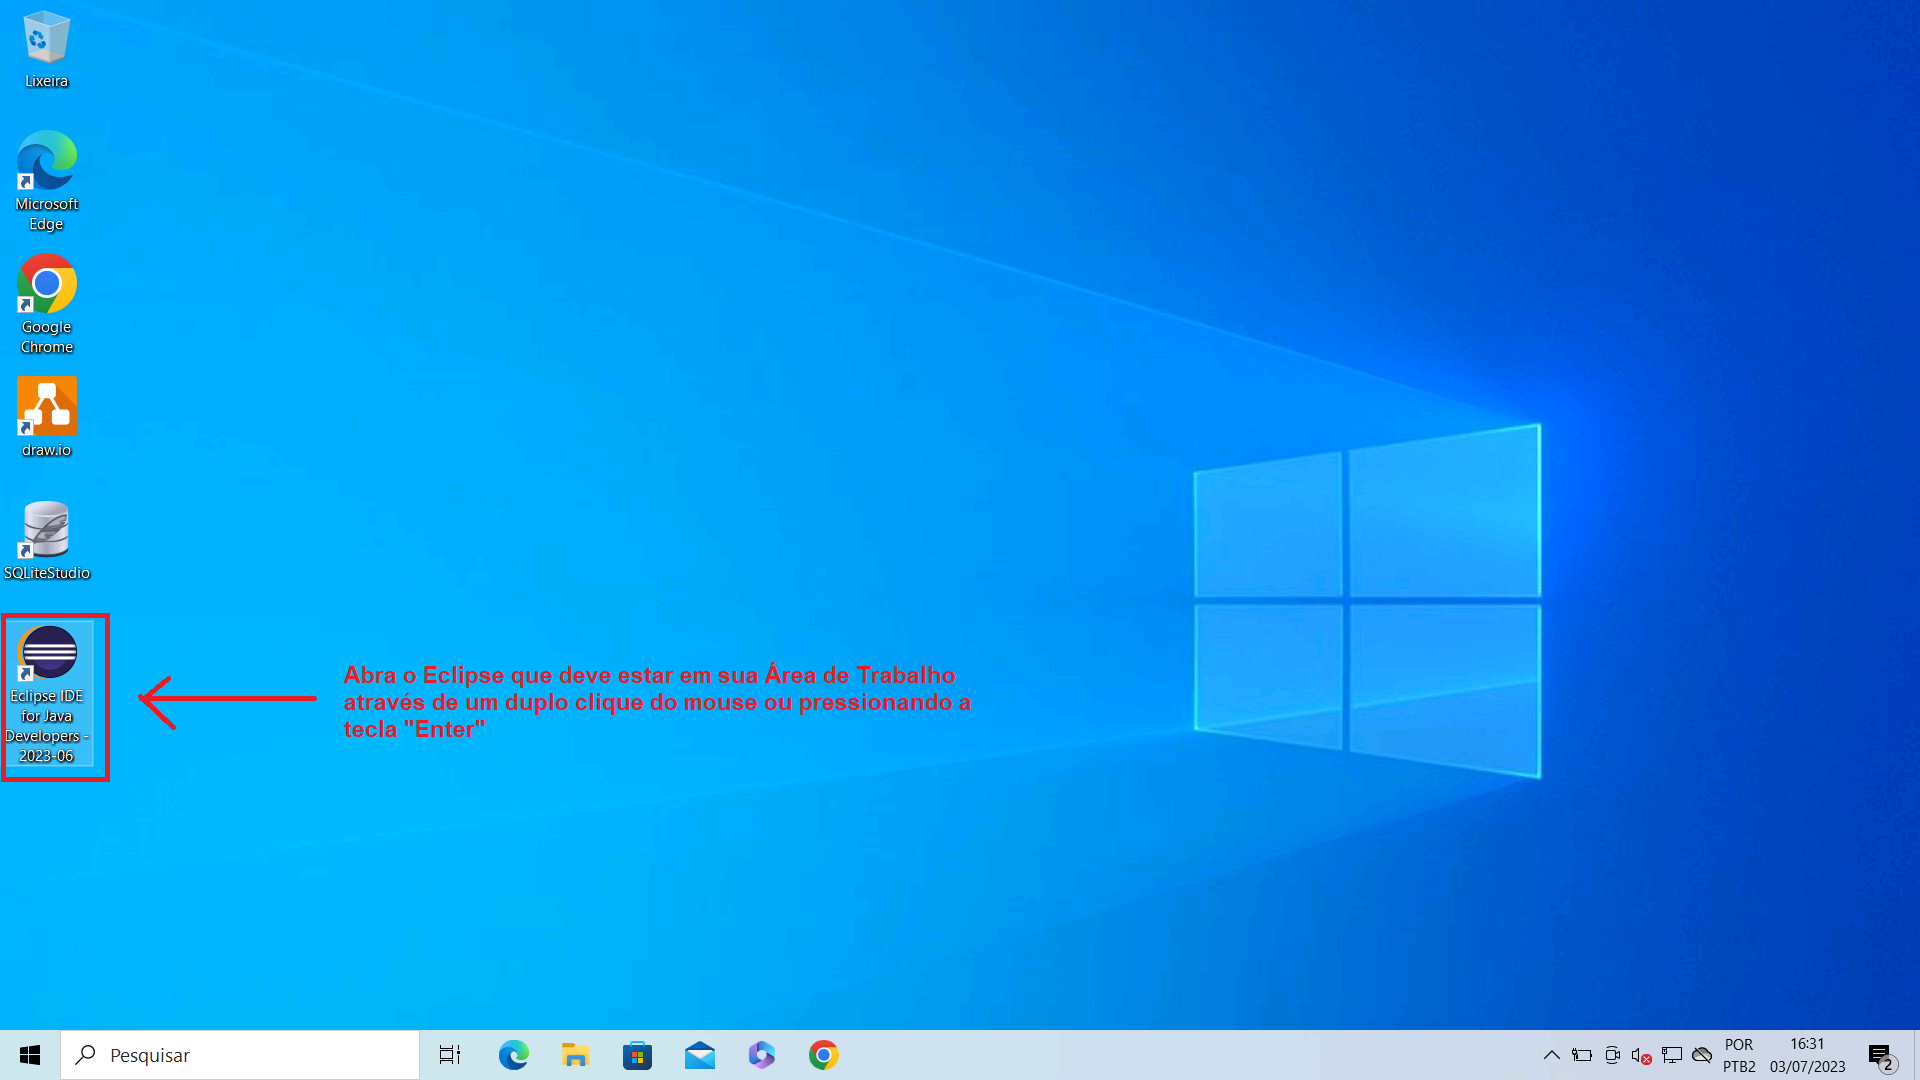 Lixeira
Microsoft
Edge
Google
Chrome
draw.io
SQLiteStudio
Eclipse IDE
for Java
Developers -
2023-06
Abra o Eclipse que deve estar em sua Área de Trabalho
através de um duplo clique do mouse ou pressionando a
tecla "Enter"
Pesquisar
POR
PTB2
16:31
03/07/2023
2